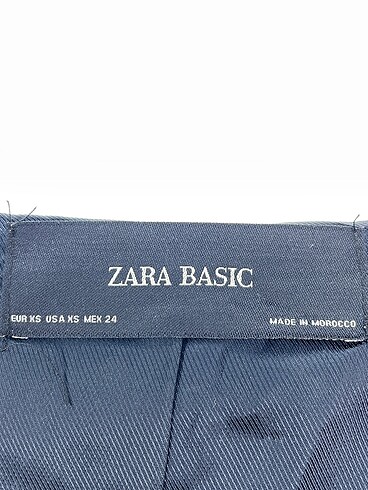 ZARA BASIC
EUR XS USA XS MEX 24
MADE IN MOROCCO